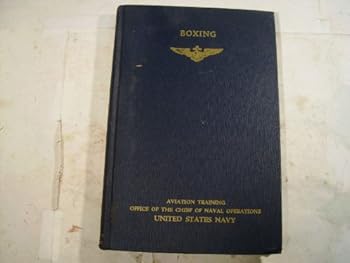 BOXING
AVIATION TRAINING
OFFICE OF THE CHIEF OF NAVAL OPERATIONS
UNITED STATES NAVY